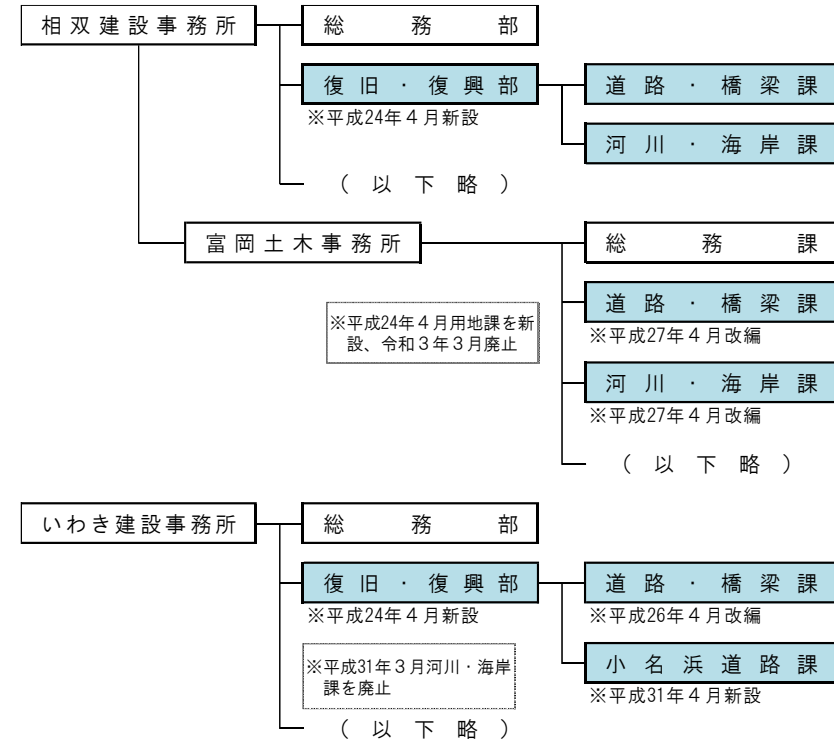 相双建設事務所
総務部
復旧・復興部
道路・橋梁課
※平成24年４月新設
河川・海岸課
（以下略）
富岡土木事務所
総務課
道路・橋梁課
※平成24年４月用地課を新
設、令和３年３月廃止
※平成27年４月改編
河川・海岸課
※平成27年４月改編
（以下略）
いわき建設事務所
総務部
復旧・復興部
道路・橋梁課
※平成24年４月新設
※平成26年４月改編
※平成31年３月河川・海岸
課を廃止
小名浜道路課
※平成31年４月新設
（以下略）